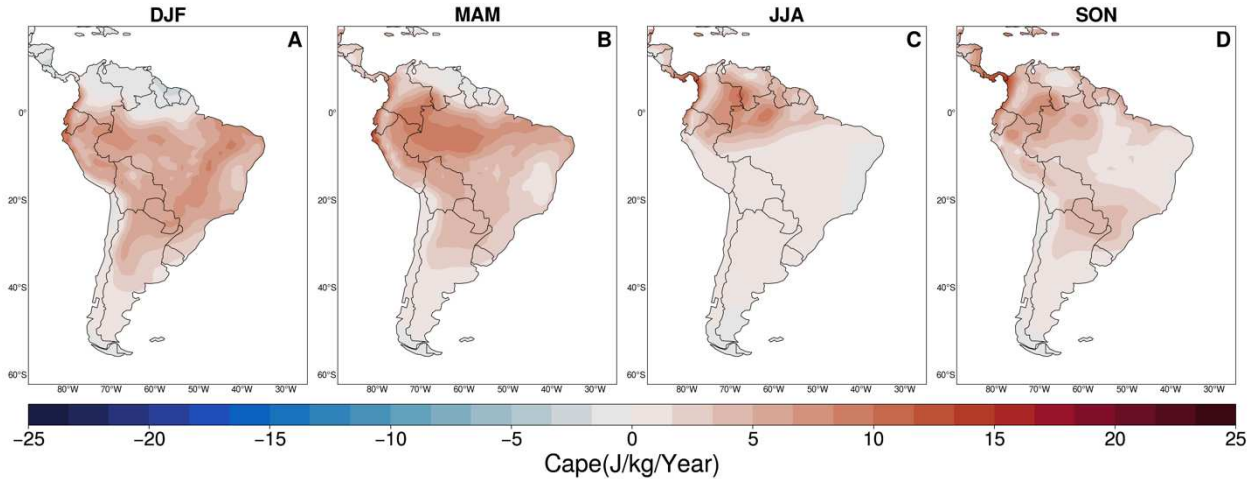 DJF MAM JJA SON
A B C D
0° 0° 0° 0°
20°S 20°S 20°S 20°S
40°S 40°S 40°S 40°S
60°S 60°S 60°S 60°S
80°W 70°W 60°W 50°W 40°W 30°W 80°W 70°W 60°W 50°W 40°W 30°W 80°W 70°W 60°W 50°W 40°W 30°W 80°W 70°W 60°W 50°W 40°W 30°W
−25 −20 −15 −10 −5 0 5 10 15 20 25
Cape(J/kg/Year)